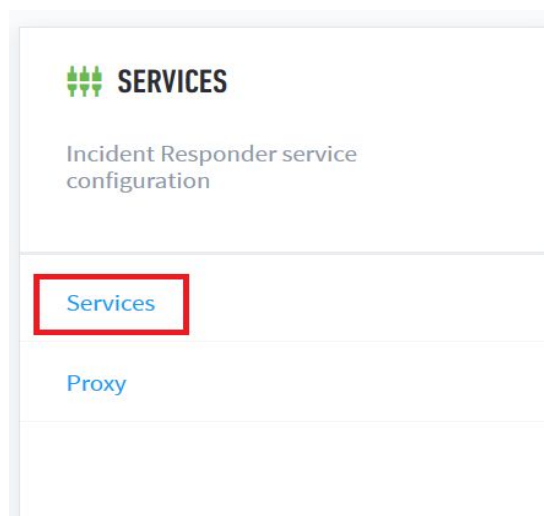 SERVICES
Incident Responder service
configuration
Services
Proxy